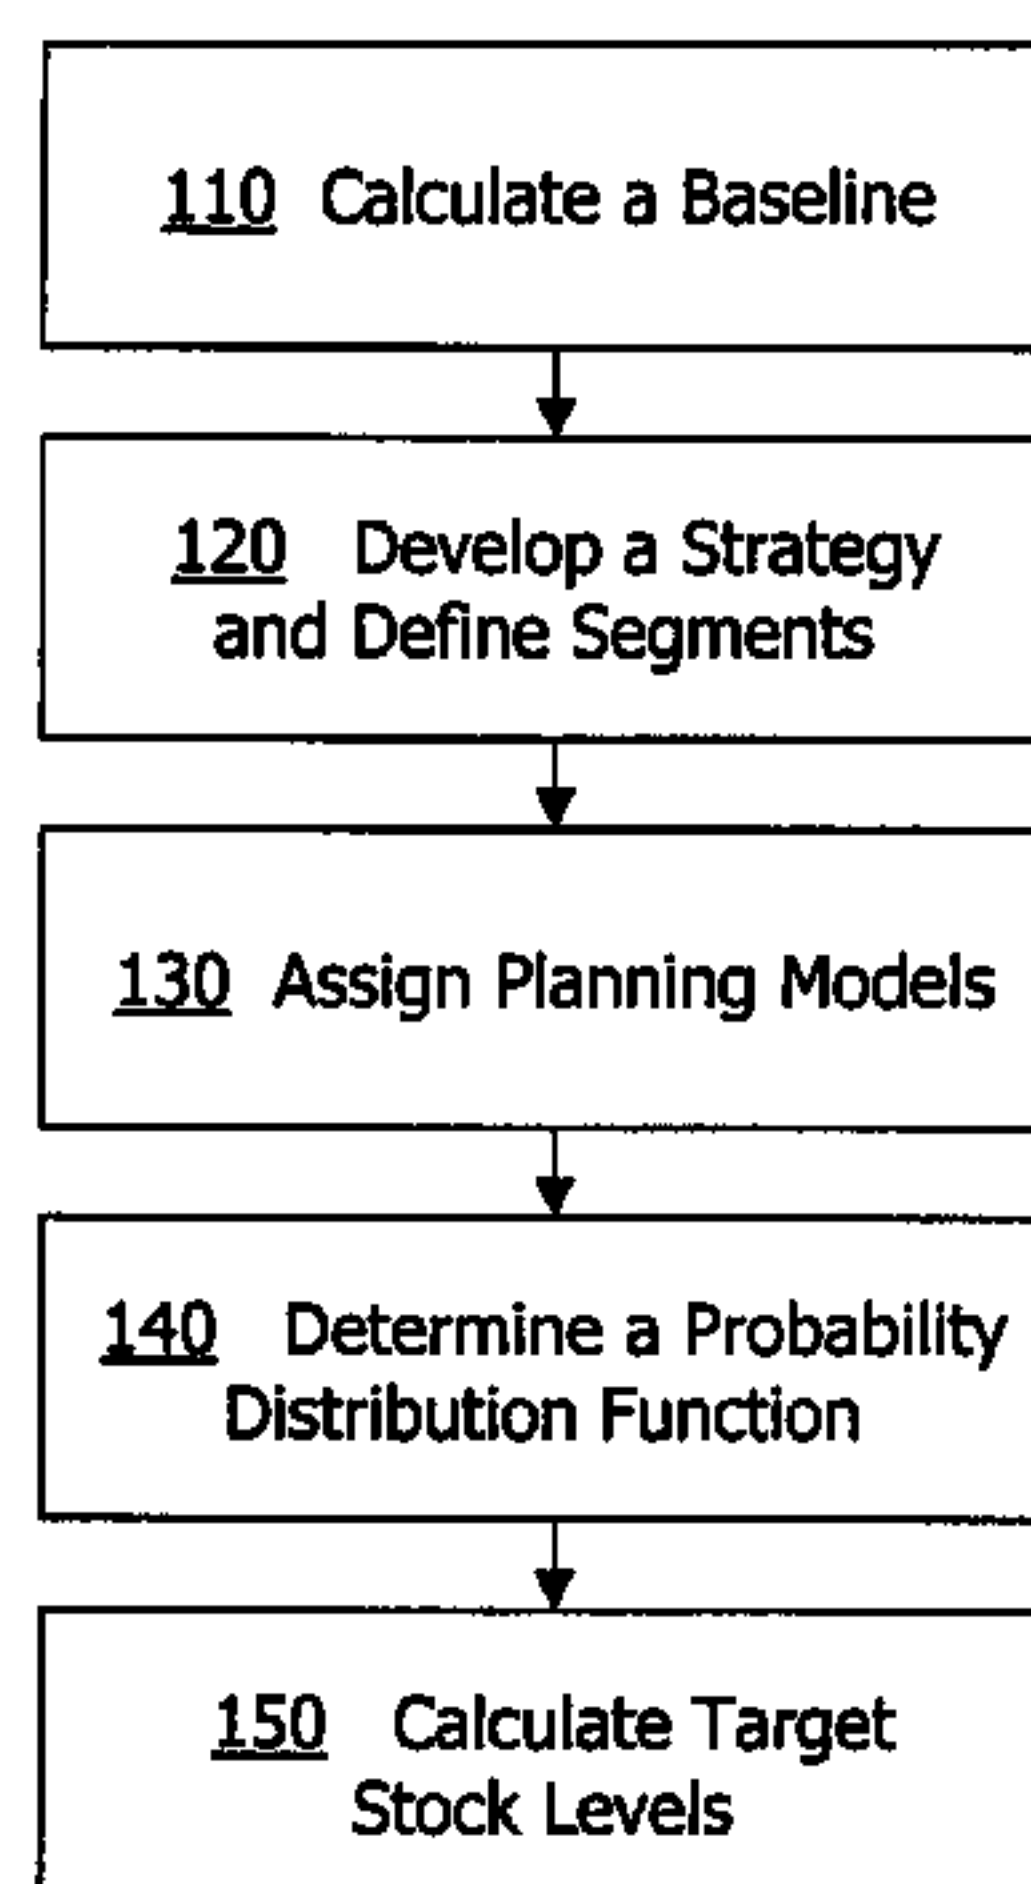 110 Calculate a Baseline
120 Develop a Strategy
and Define Segments
130 Assign Planning Models
140 Determine a Probability
Distribution Function
150 Calculate Target
Stock Levels